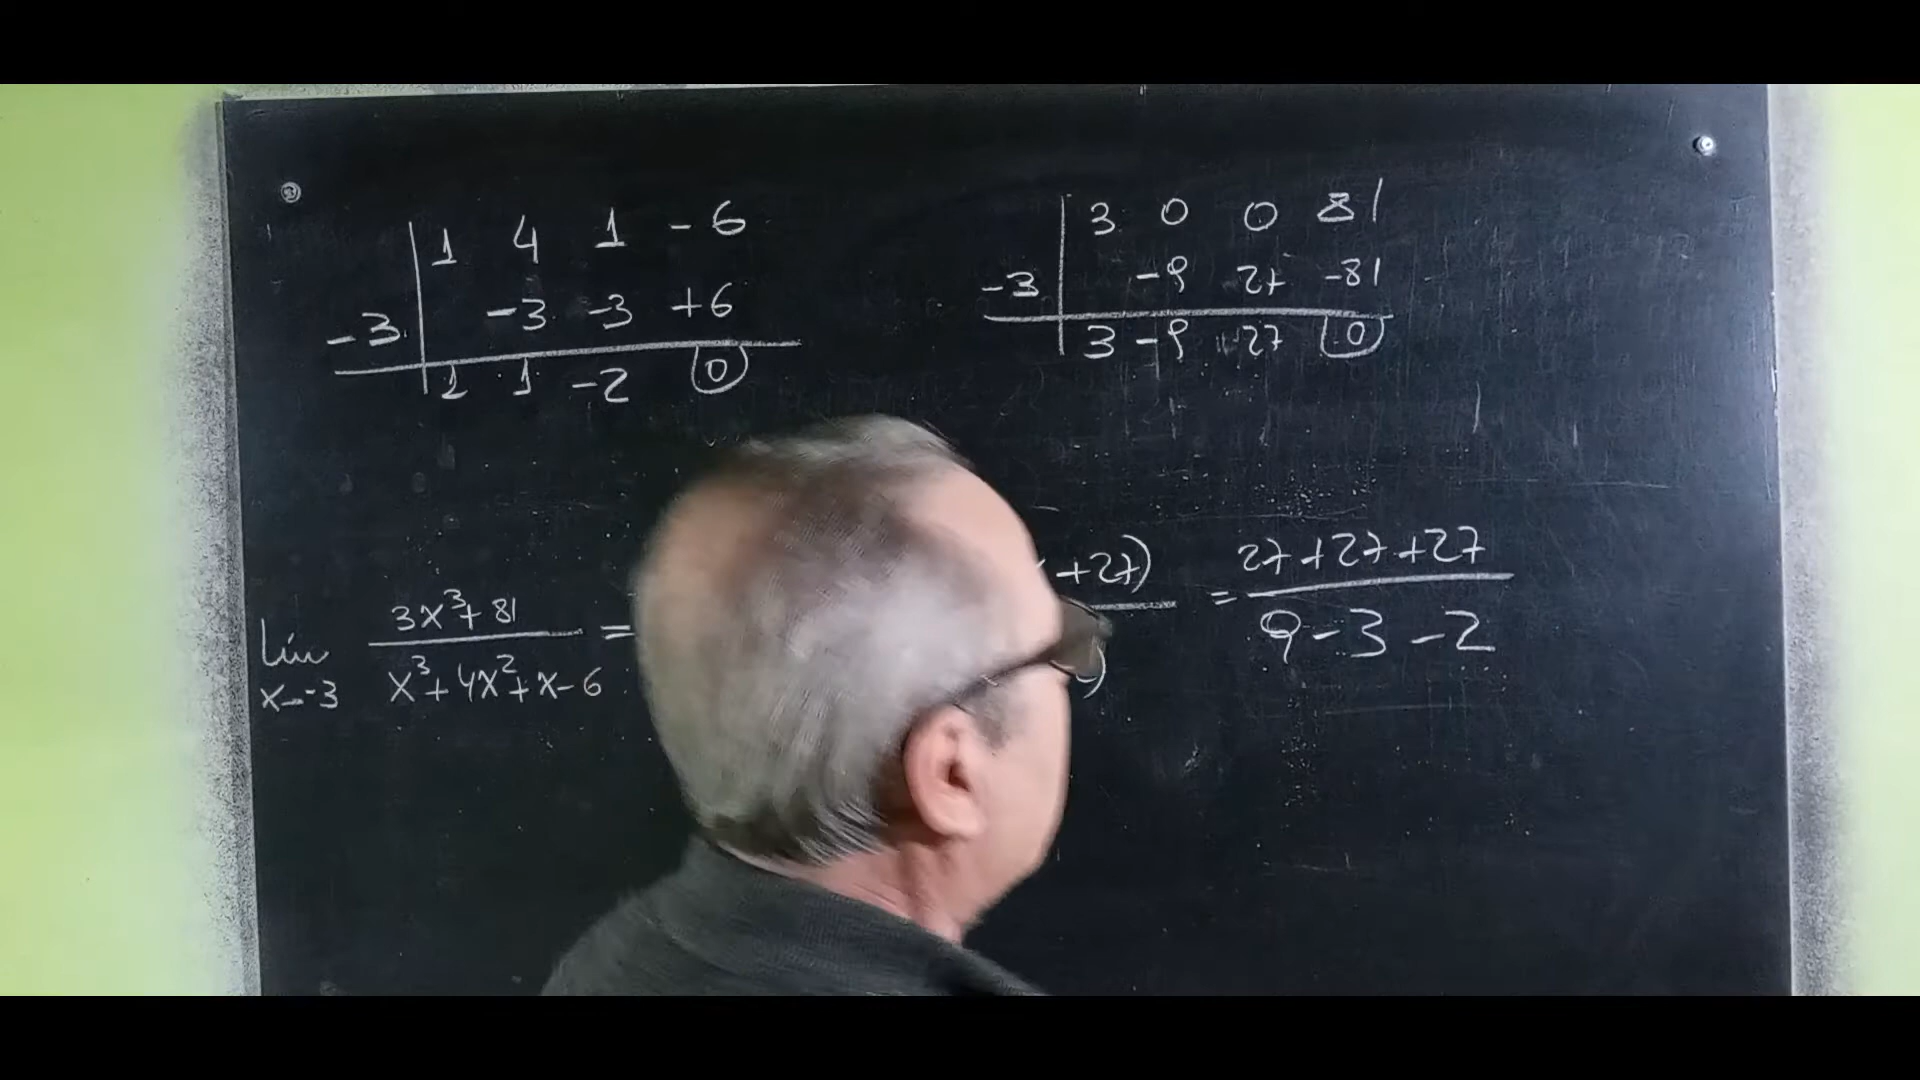 1 4 1 - 6
-3 -3 -3 +6
1 1 -2 0
3 0 0 81
-3 -9 27 -81
3 -9 27 0
Lím x→-3 3x³+81 / x³+4x²+x-6 = +27) / ) = 27+27+27 / 9-3-2